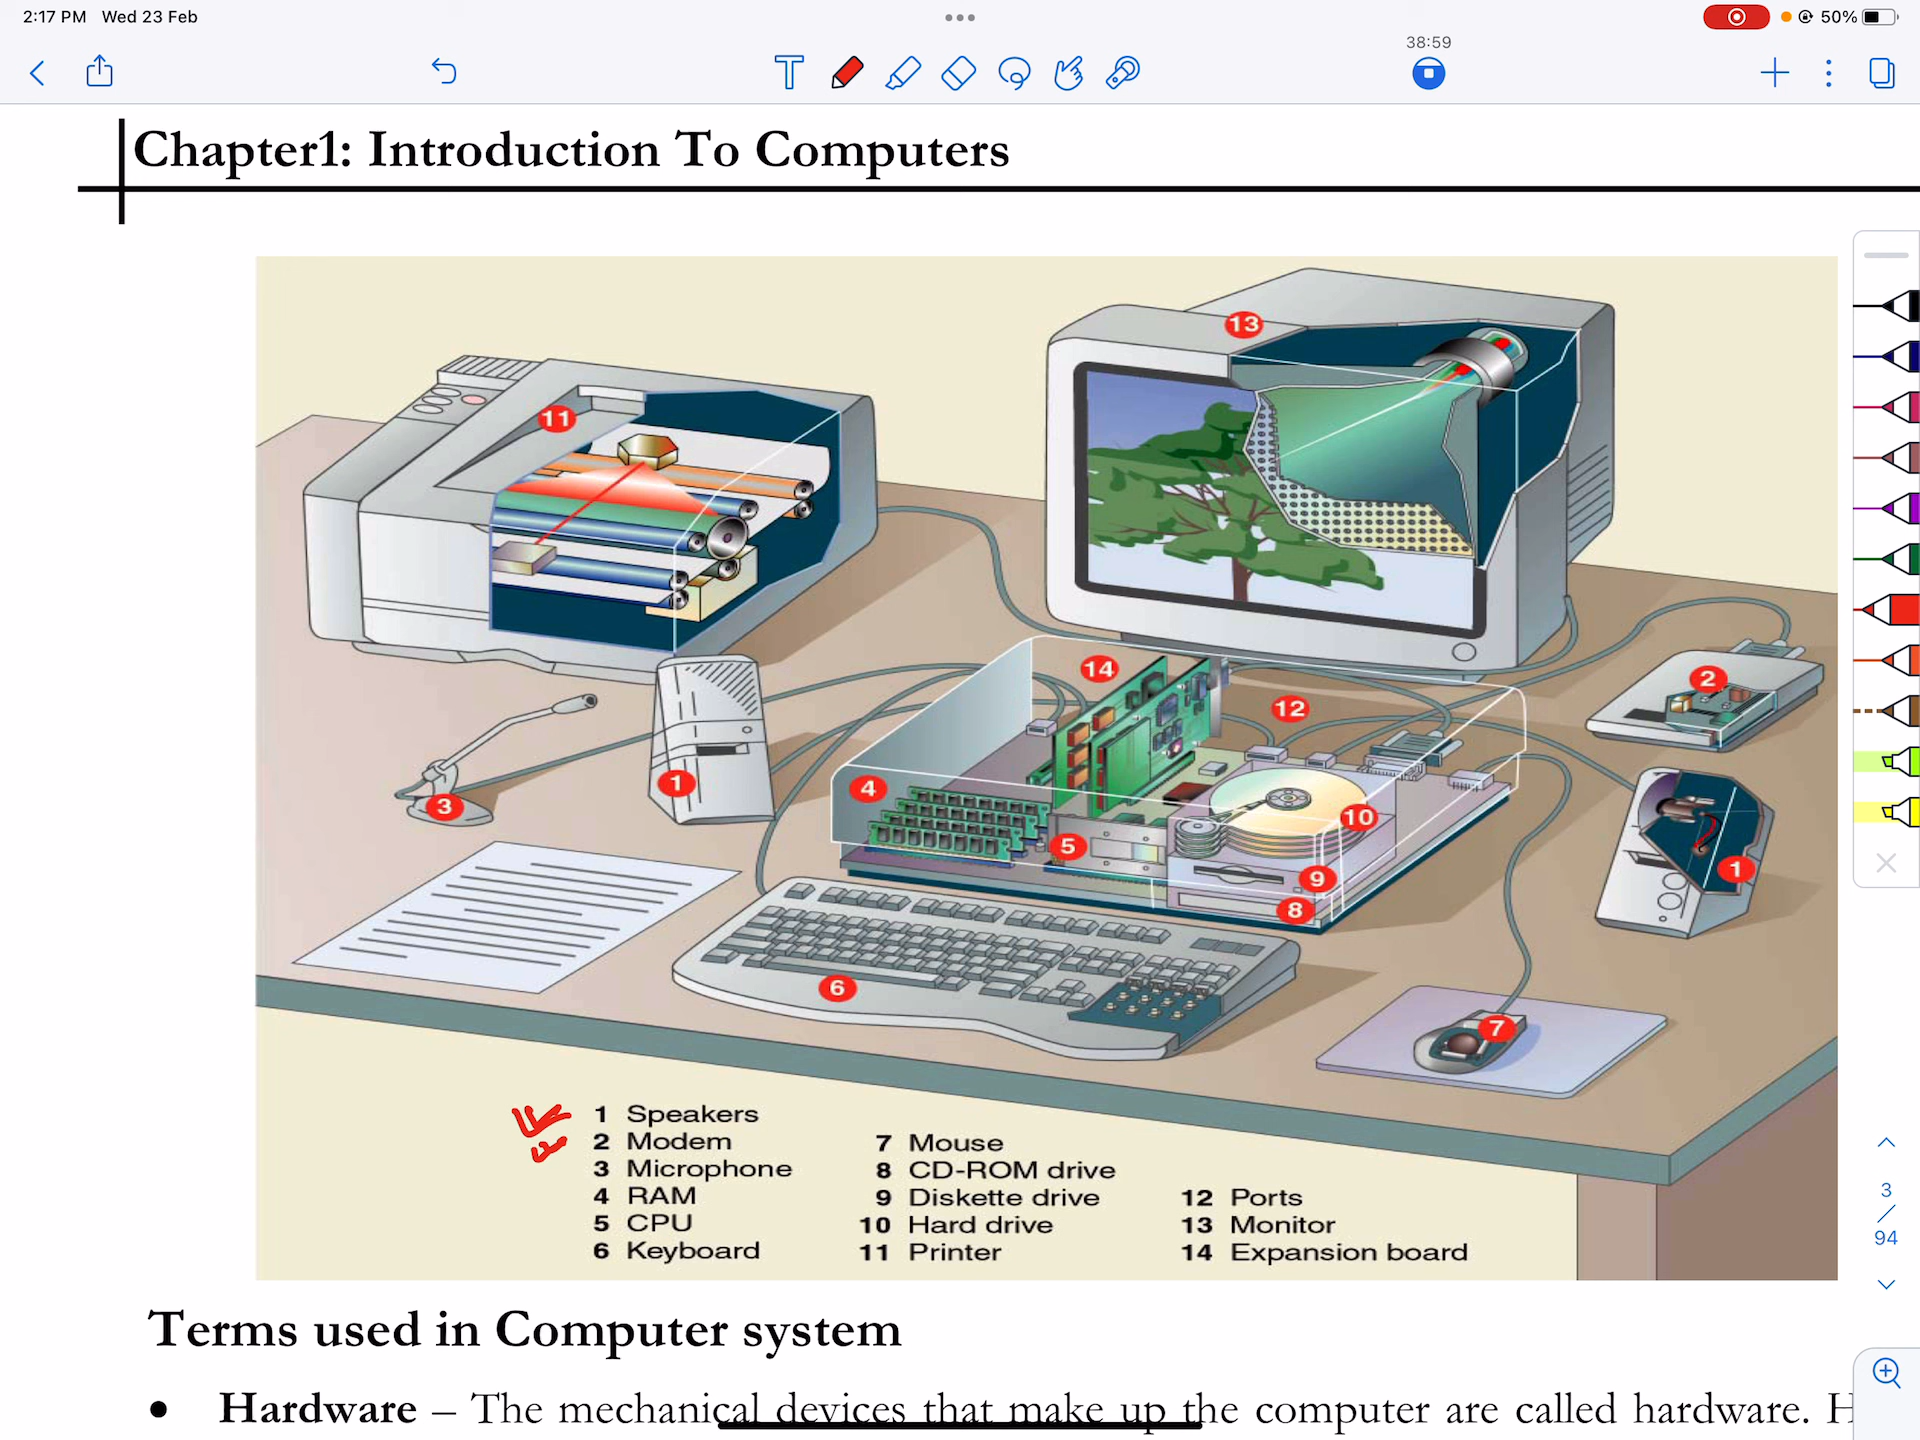 2:17 PM Wed 23 Feb
50%
38:59
Chapter1: Introduction To Computers
13
11
14
2
12
1
4
3
10
5
9
1
8
6
7
1 Speakers
2 Modem
3 Microphone
4 RAM
5 CPU
6 Keyboard
7 Mouse
8 CD-ROM drive
9 Diskette drive
10 Hard drive
11 Printer
12 Ports
13 Monitor
14 Expansion board
3
/
94
Terms used in Computer system
• Hardware – The mechanical devices that make up the computer are called hardware. H